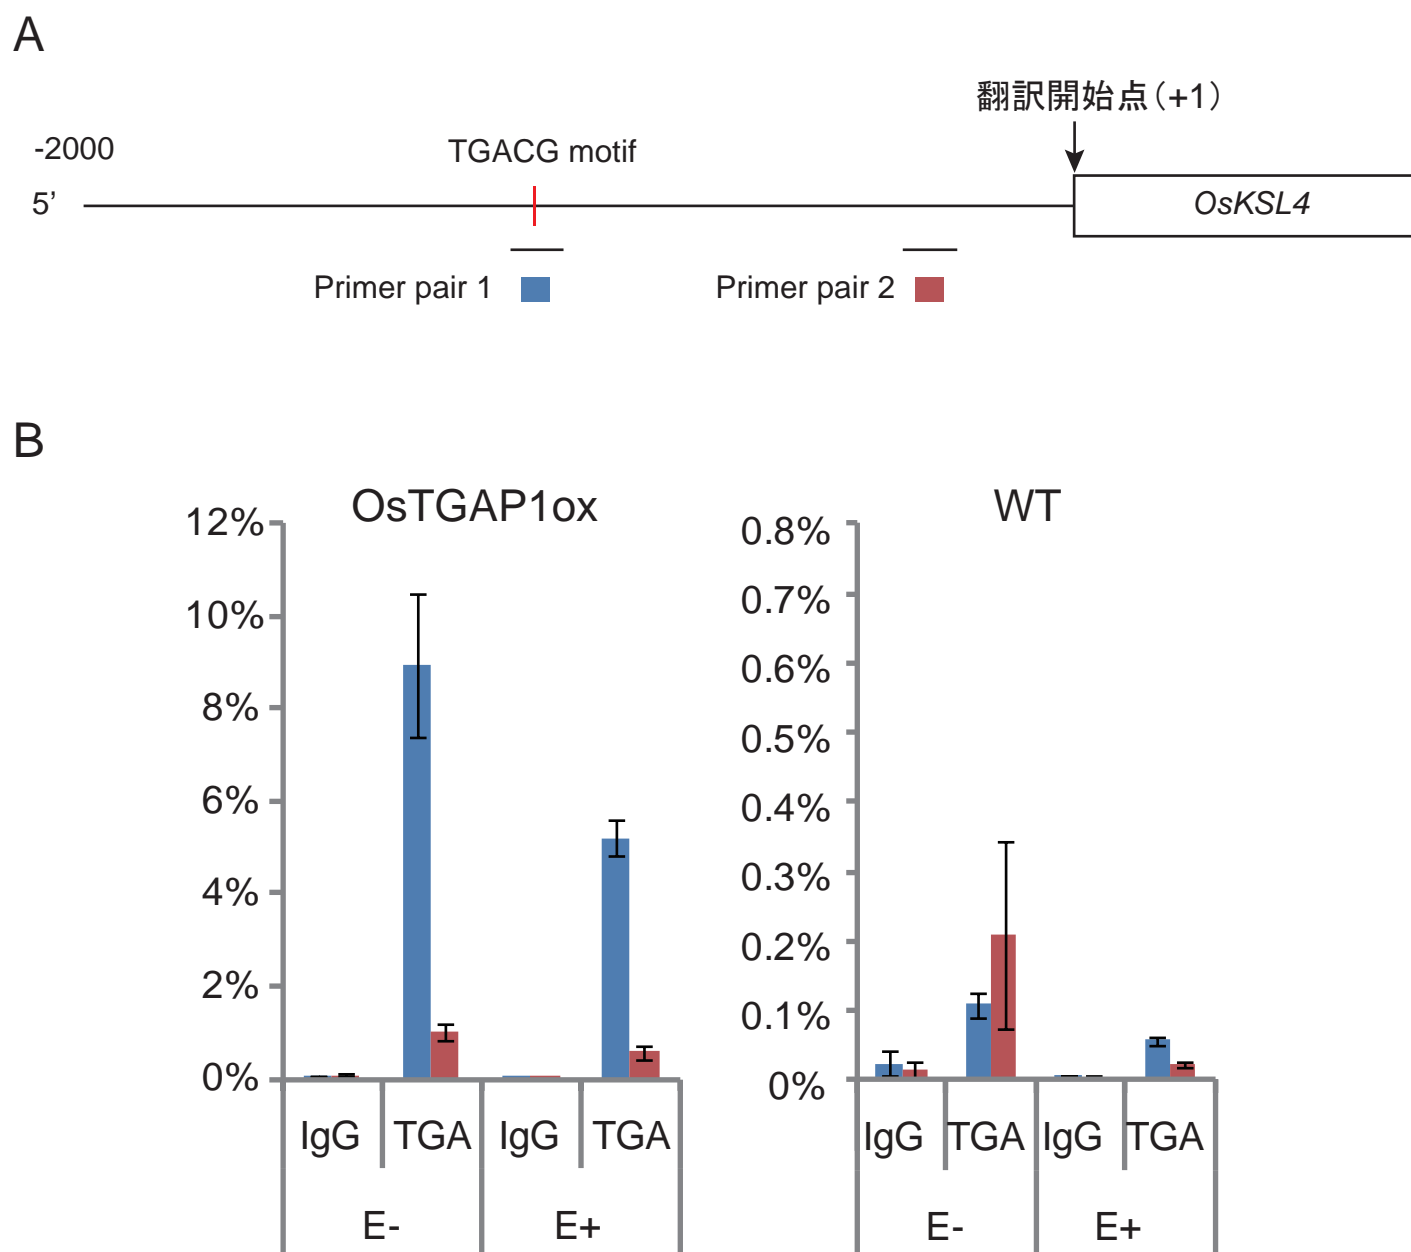 A
翻訳開始点(+1)
-2000
TGACG motif
5’
OsKSL4
Primer pair 1
Primer pair 2
B
OsTGAP1ox
12%
10%
8%
6%
4%
2%
0%
IgG TGA IgG TGA
E- E+
WT
0.8%
0.7%
0.6%
0.5%
0.4%
0.3%
0.2%
0.1%
0%
IgG TGA IgG TGA
E- E+